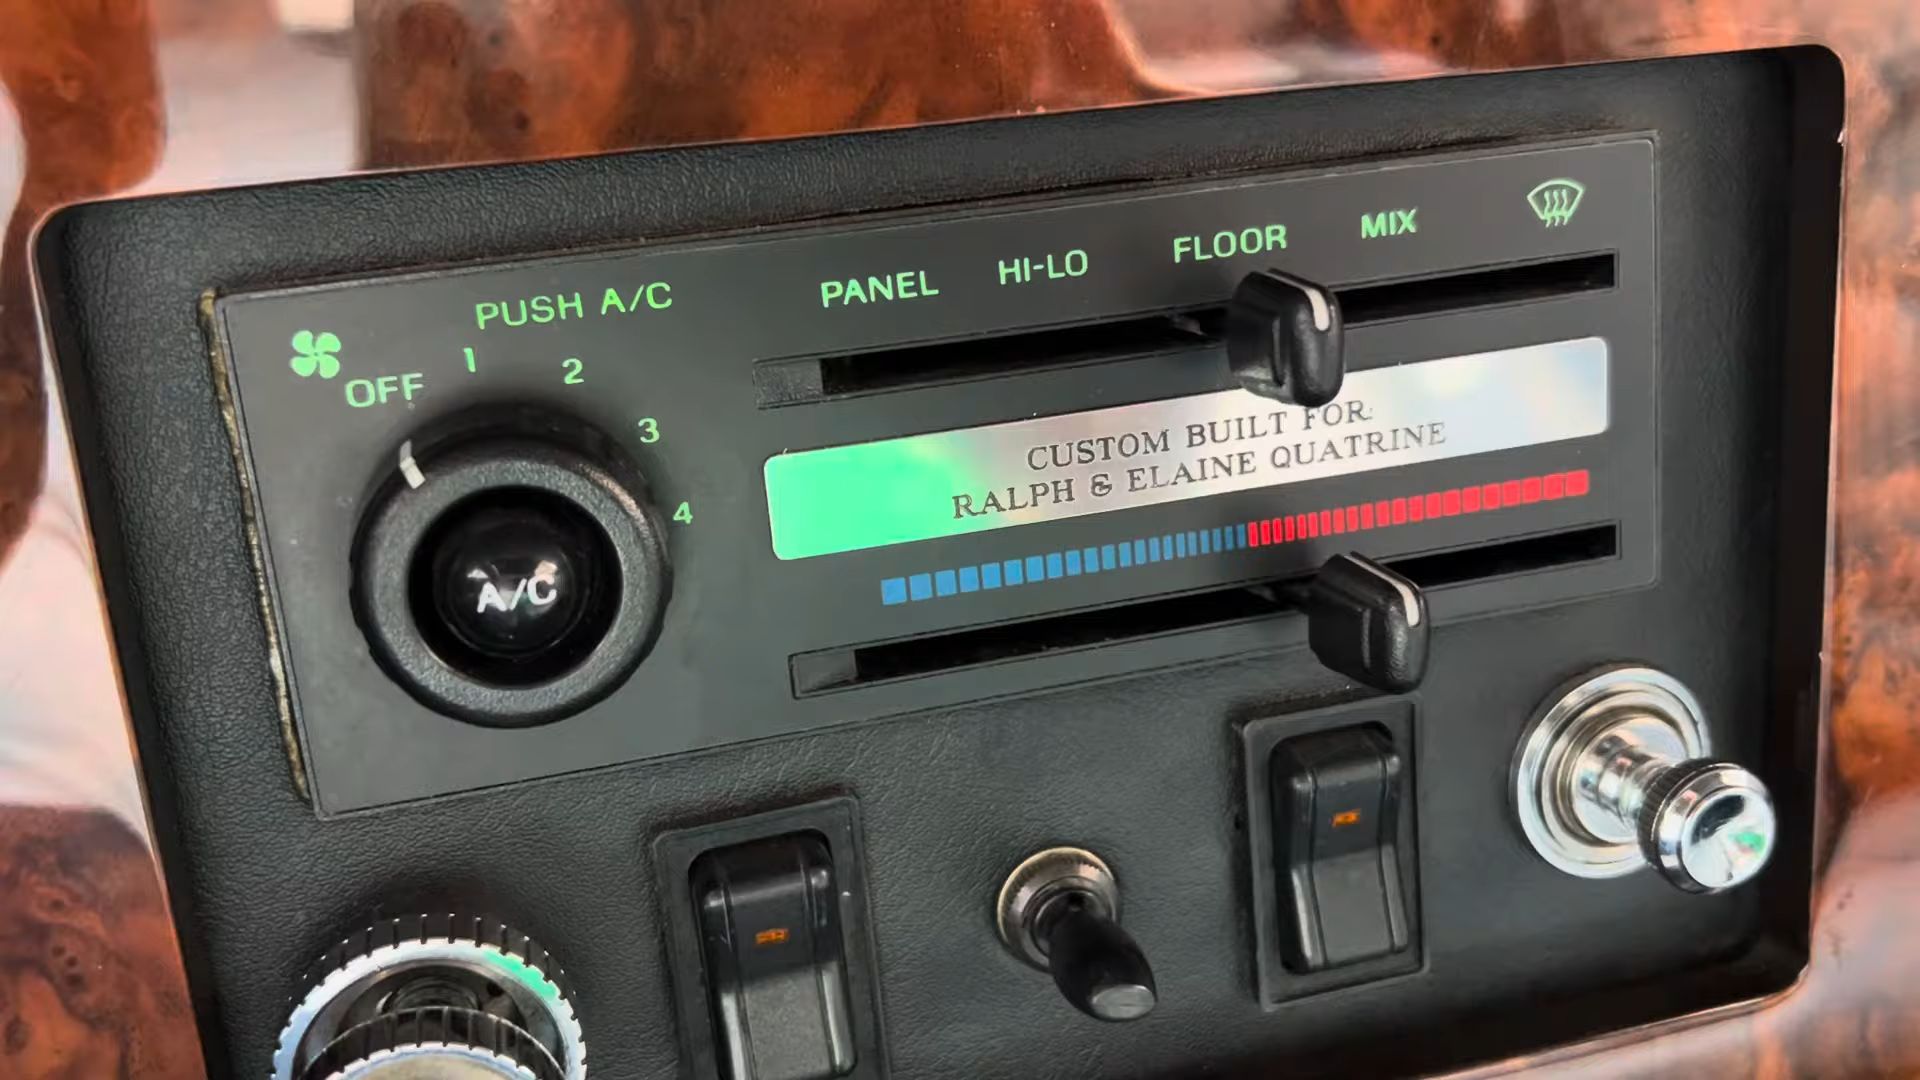 PANEL HI-LO FLOOR MIX
PUSH A/C
OFF 1 2 3 4
A/C
CUSTOM BUILT FOR:
RALPH & ELAINE QUATRINE